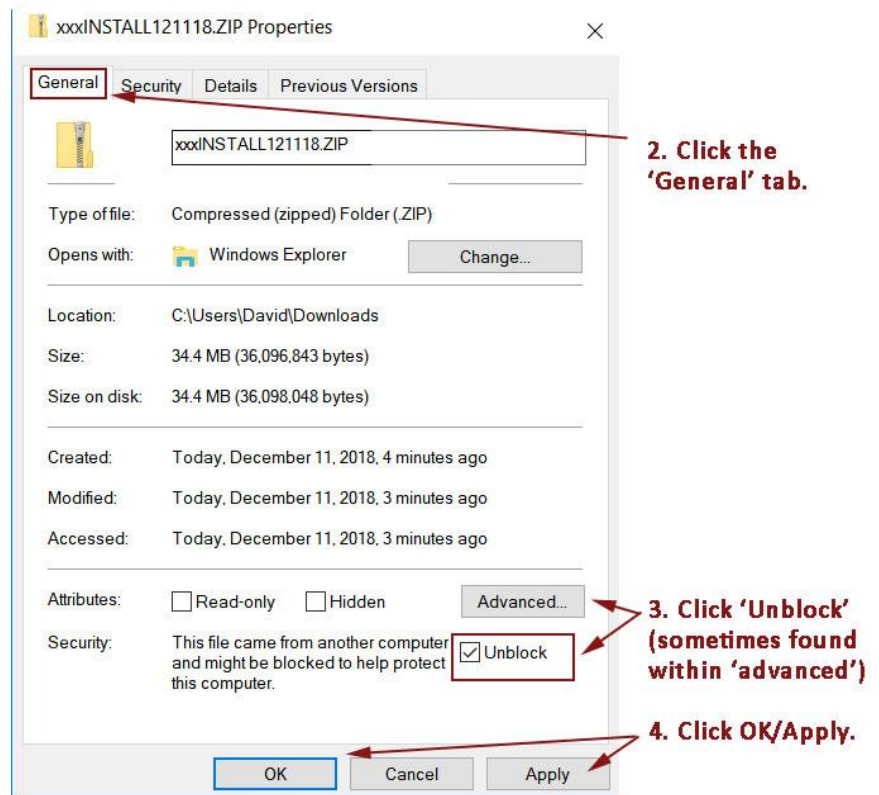 xxxINSTALL121118.ZIP Properties
General Security Details Previous Versions
xxxINSTALL121118.ZIP
2. Click the
‘General’ tab.
Type of file: Compressed (zipped) Folder (.ZIP)
Opens with: Windows Explorer Change...
Location: C:\Users\David\Downloads
Size: 34.4 MB (36,096,843 bytes)
Size on disk: 34.4 MB (36,098,048 bytes)
Created: Today, December 11, 2018, 4 minutes ago
Modified: Today, December 11, 2018, 3 minutes ago
Accessed: Today, December 11, 2018, 3 minutes ago
Attributes: Read-only Hidden Advanced...
Security: This file came from another computer
and might be blocked to help protect
this computer.
Unblock
3. Click ‘Unblock’
(sometimes found
within ‘advanced’)
4. Click OK/Apply.
OK Cancel Apply